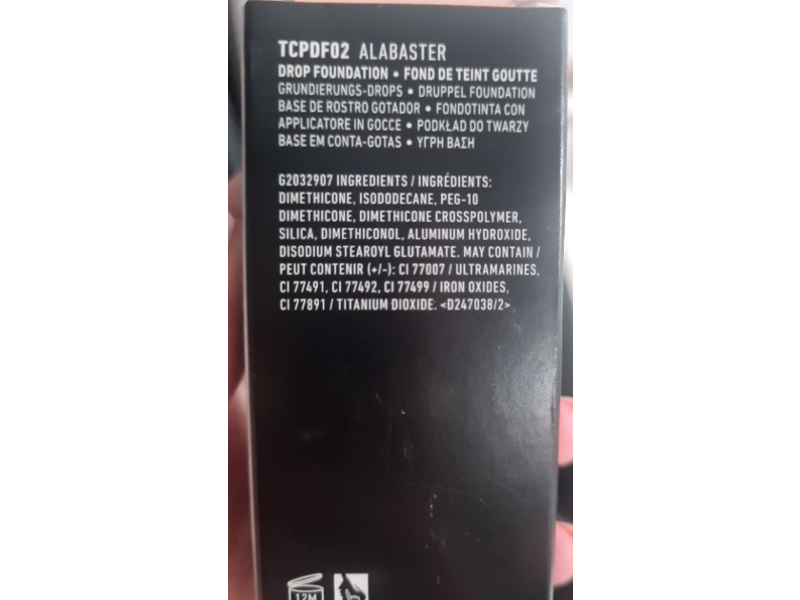 TCPDF02 ALABASTER
DROP FOUNDATION • FOND DE TEINT GOUTTE
GRUNDIERUNGS-DROPS • DRUPPEL FOUNDATION
BASE DE ROSTRO GOTADOR • FONDOTINTA CON
APPLICATORE IN GOCCE • PODKŁAD DO TWARZY
BASE EM CONTA-GOTAS • ΥΓΡΗ ΒΑΣΗ
G2032907 INGREDIENTS / INGRÉDIENTS:
DIMETHICONE, ISODODECANE, PEG-10
DIMETHICONE, DIMETHICONE CROSSPOLYMER,
SILICA, DIMETHICONOL, ALUMINUM HYDROXIDE,
DISODIUM STEAROYL GLUTAMATE. MAY CONTAIN /
PEUT CONTENIR (+/-): CI 77007 / ULTRAMARINES,
CI 77491, CI 77492, CI 77499 / IRON OXIDES,
CI 77891 / TITANIUM DIOXIDE. <D247038/2>
12M